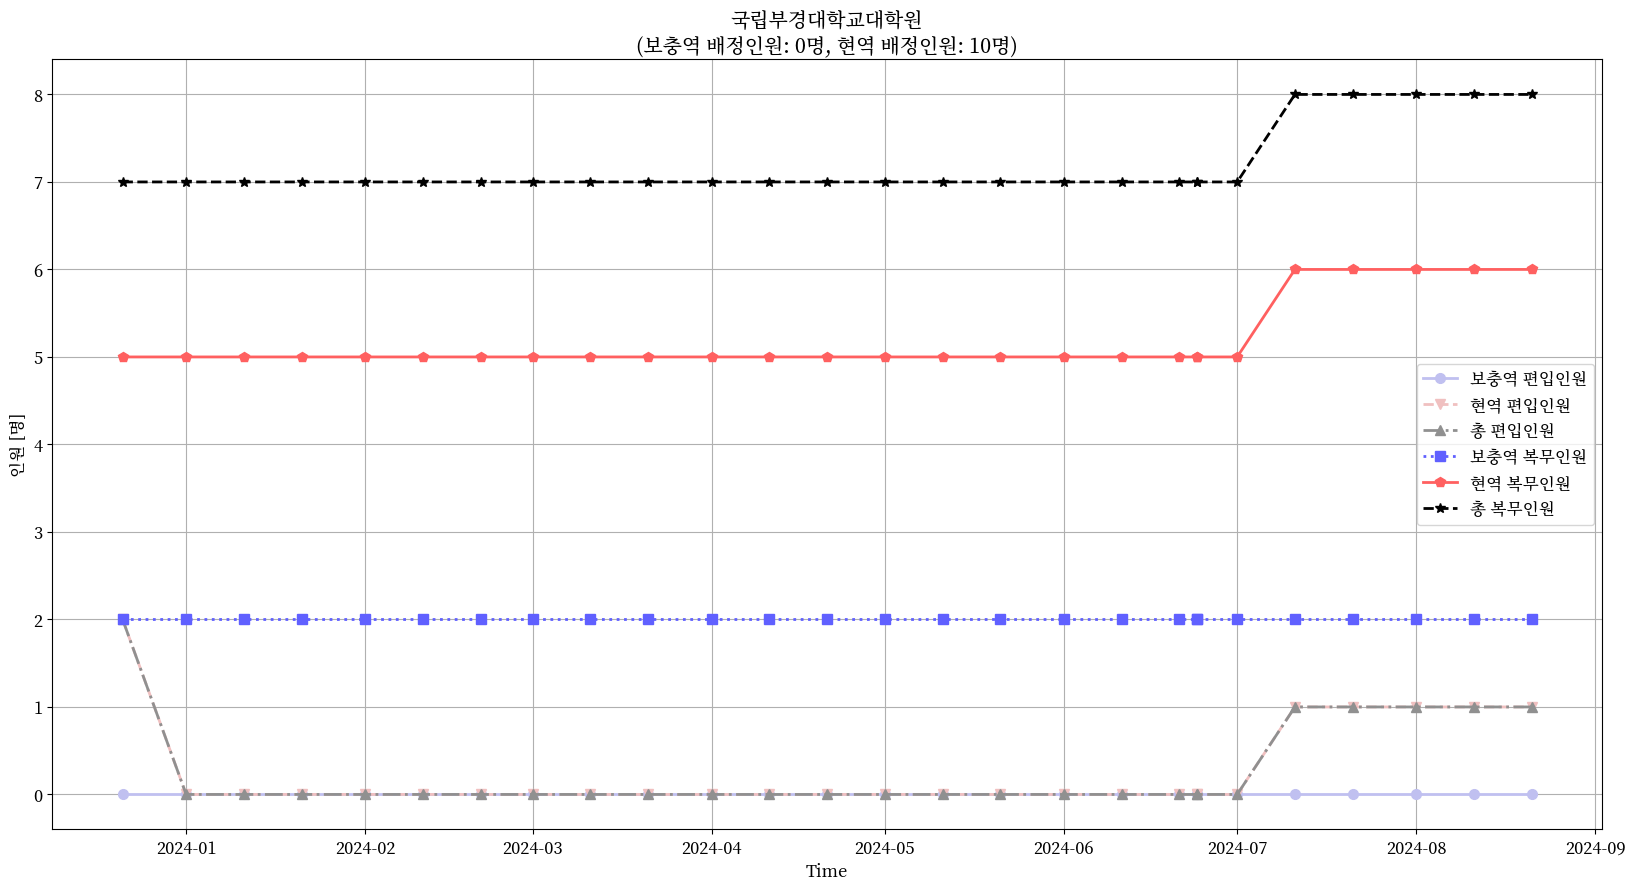 국립부경대학교대학원
(보충역 배정인원: 0명, 현역 배정인원: 10명)
인원 [명]
8
7
6
5
4
3
2
1
0
보충역 편입인원
현역 편입인원
총 편입인원
보충역 복무인원
현역 복무인원
총 복무인원
2024-01
2024-02
2024-03
2024-04
2024-05
2024-06
2024-07
2024-08
2024-09
Time